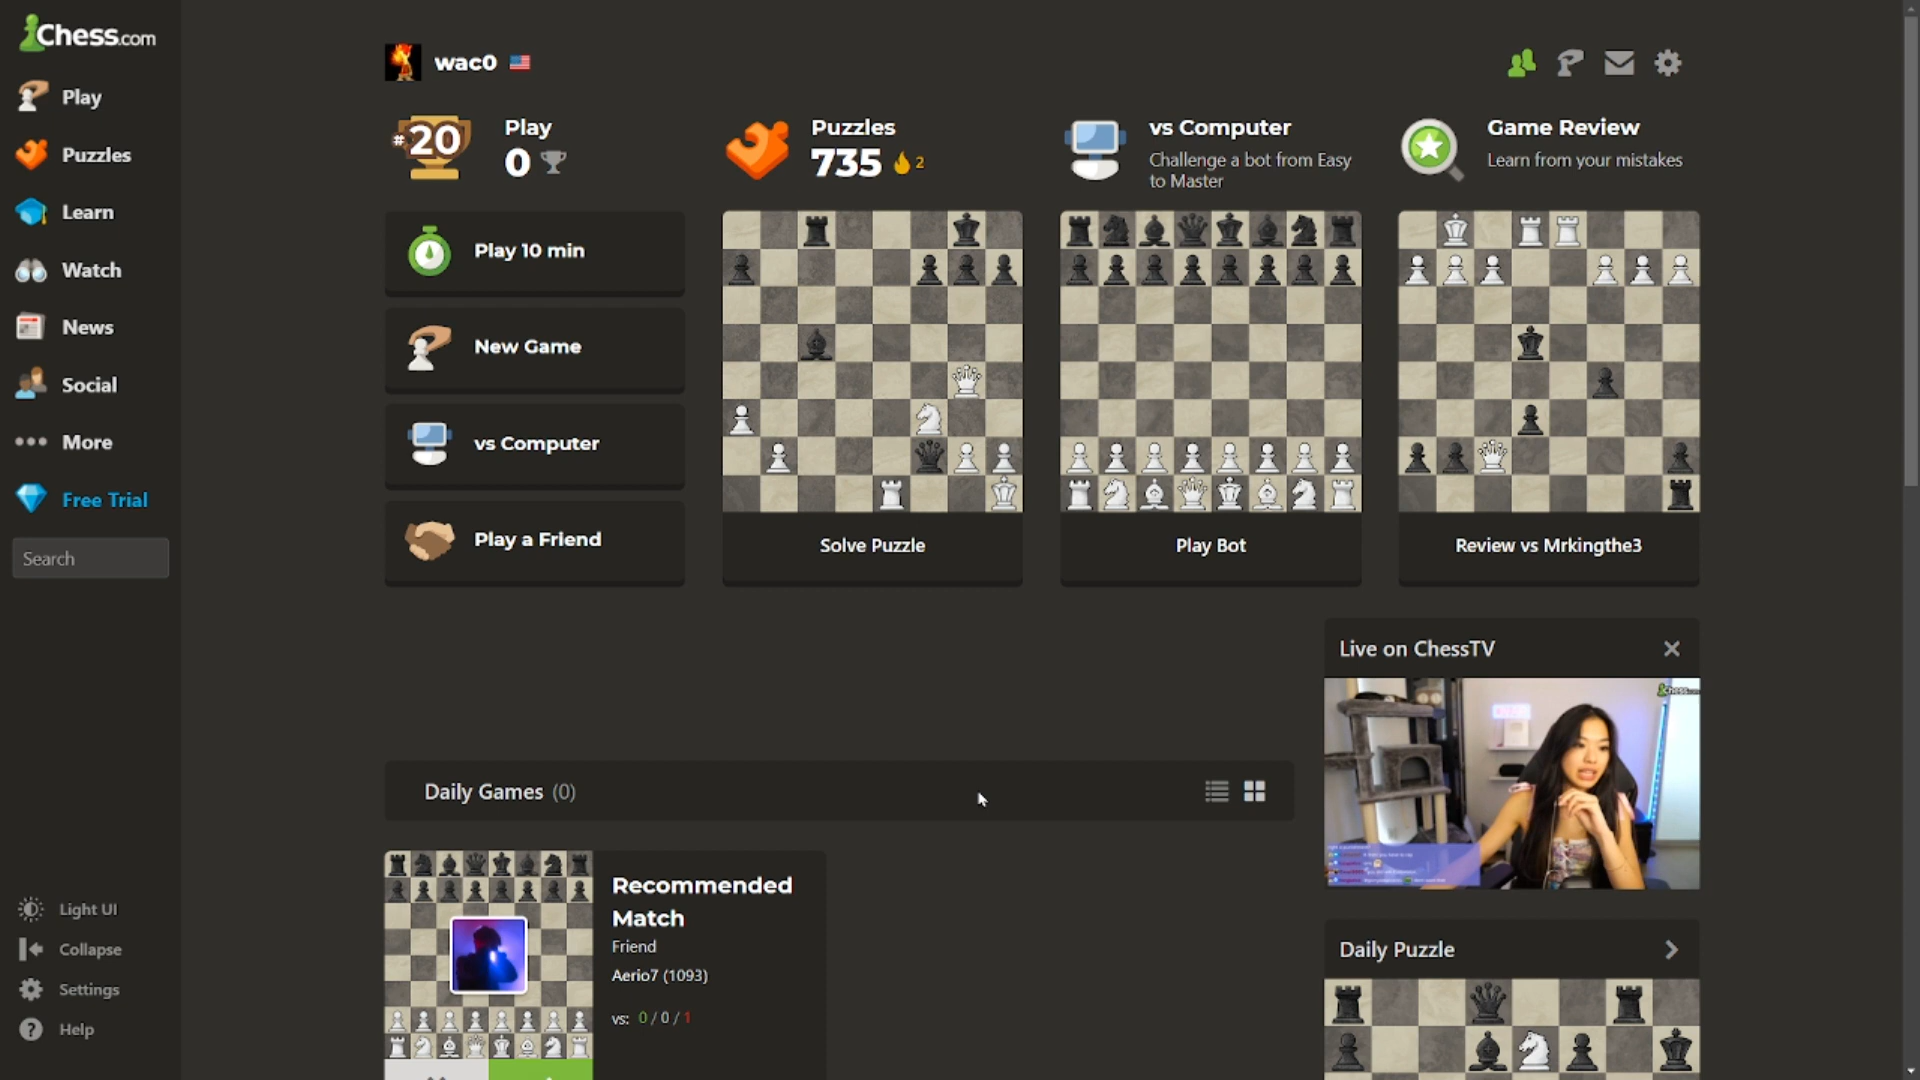 Chess.com
Play
Puzzles
Learn
Watch
News
Social
More
Free Trial
Search
Light UI
Collapse
Settings
Help
wac0
#20
Play
0
Puzzles
735
2
vs Computer
Challenge a bot from Easy
to Master
Game Review
Learn from your mistakes
Play 10 min
New Game
vs Computer
Play a Friend
Solve Puzzle
Play Bot
Review vs Mrkingthe3
Live on ChessTV
Chess.com
Daily Games (0)
Recommended
Match
Friend
Aerio7 (1093)
vs: 0 / 0 / 1
Daily Puzzle